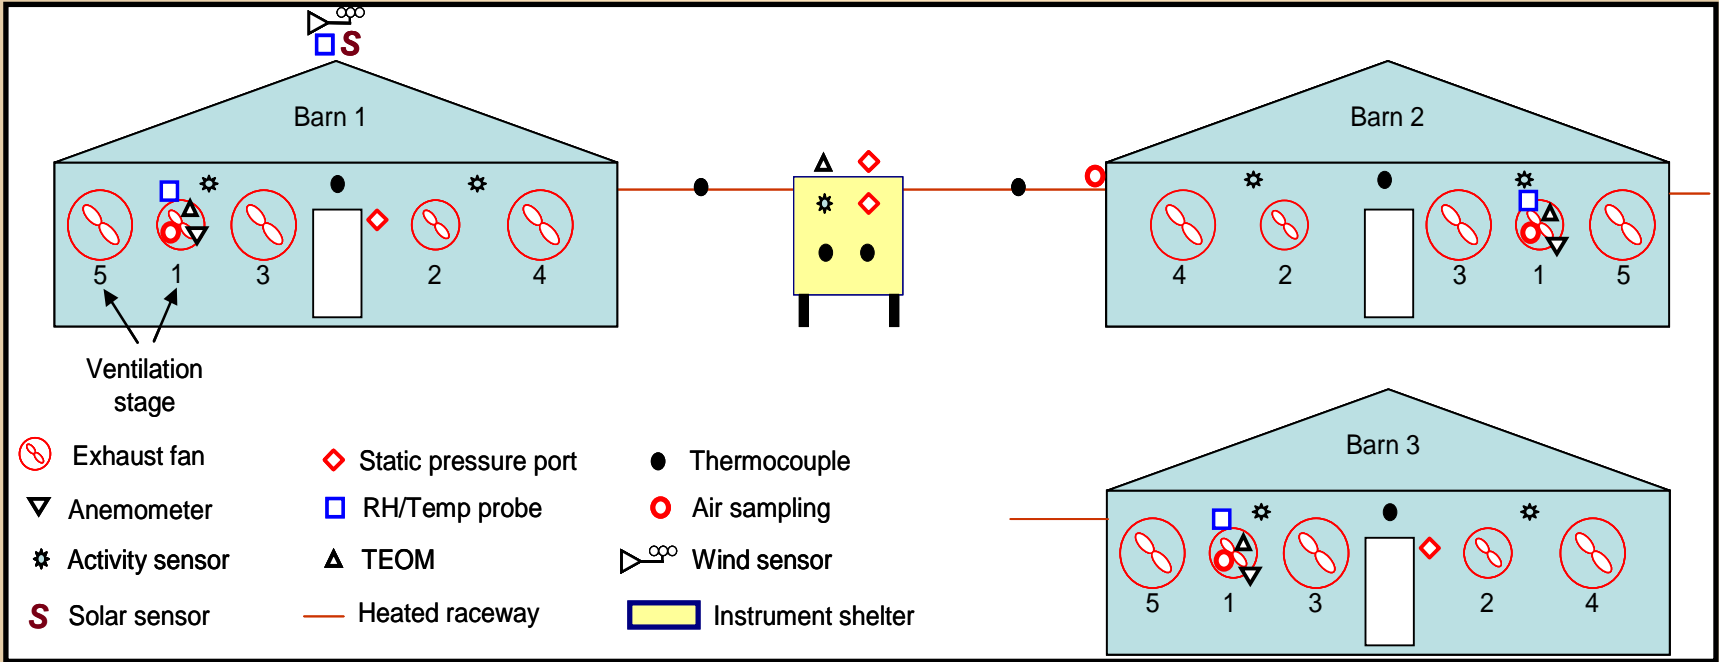 S
Barn 1
Barn 2
5 1 3 2 4
4 2 3 1 5
Ventilation
stage
Barn 3
5 1 3 2 4
Exhaust fan
Static pressure port
Thermocouple
Anemometer
RH/Temp probe
Air sampling
Activity sensor
TEOM
Wind sensor
S Solar sensor
Heated raceway
Instrument shelter